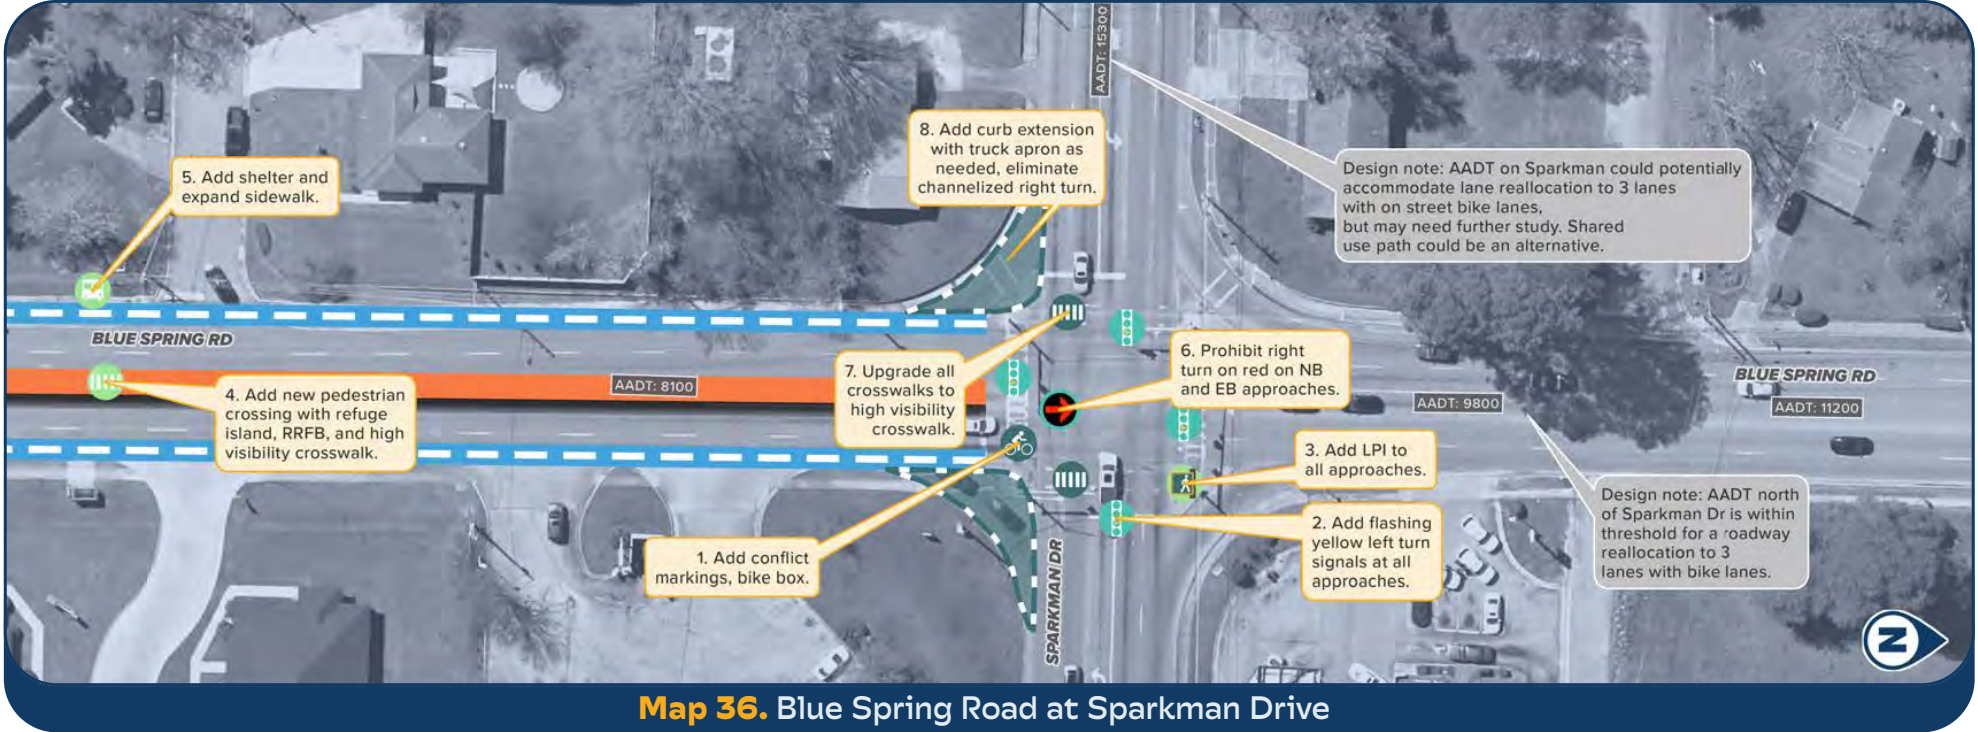 AADT: 15300
8. Add curb extension
with truck apron as
needed, eliminate
channelized right turn.
Design note: AADT on Sparkman could potentially
accommodate lane reallocation to 3 lanes
with on street bike lanes,
but may need further study. Shared
use path could be an alternative.
5. Add shelter and
expand sidewalk.
BLUE SPRING RD
4. Add new pedestrian
crossing with refuge
island, RRFB, and high
visibility crosswalk.
AADT: 8100
7. Upgrade all
crosswalks to
high visibility
crosswalk.
6. Prohibit right
turn on red on NB
and EB approaches.
AADT: 9800
BLUE SPRING RD
AADT: 11200
3. Add LPI to
all approaches.
2. Add flashing
yellow left turn
signals at all
approaches.
Design note: AADT north
of Sparkman Dr is within
threshold for a roadway
reallocation to 3
lanes with bike lanes.
1. Add conflict
markings, bike box.
SPARKMAN DR
N
Map 36. Blue Spring Road at Sparkman Drive